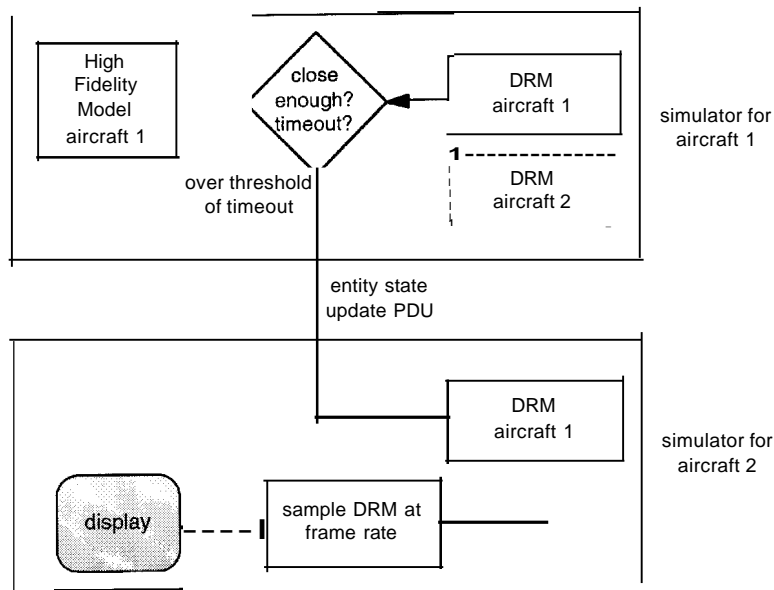 High
Fidelity
Model
aircraft 1
close
enough?
timeout?
DRM
aircraft 1
simulator for
aircraft 1
DRM
aircraft 2
over threshold
of timeout
entity state
update PDU
DRM
aircraft 1
simulator for
aircraft 2
display
sample DRM at
frame rate